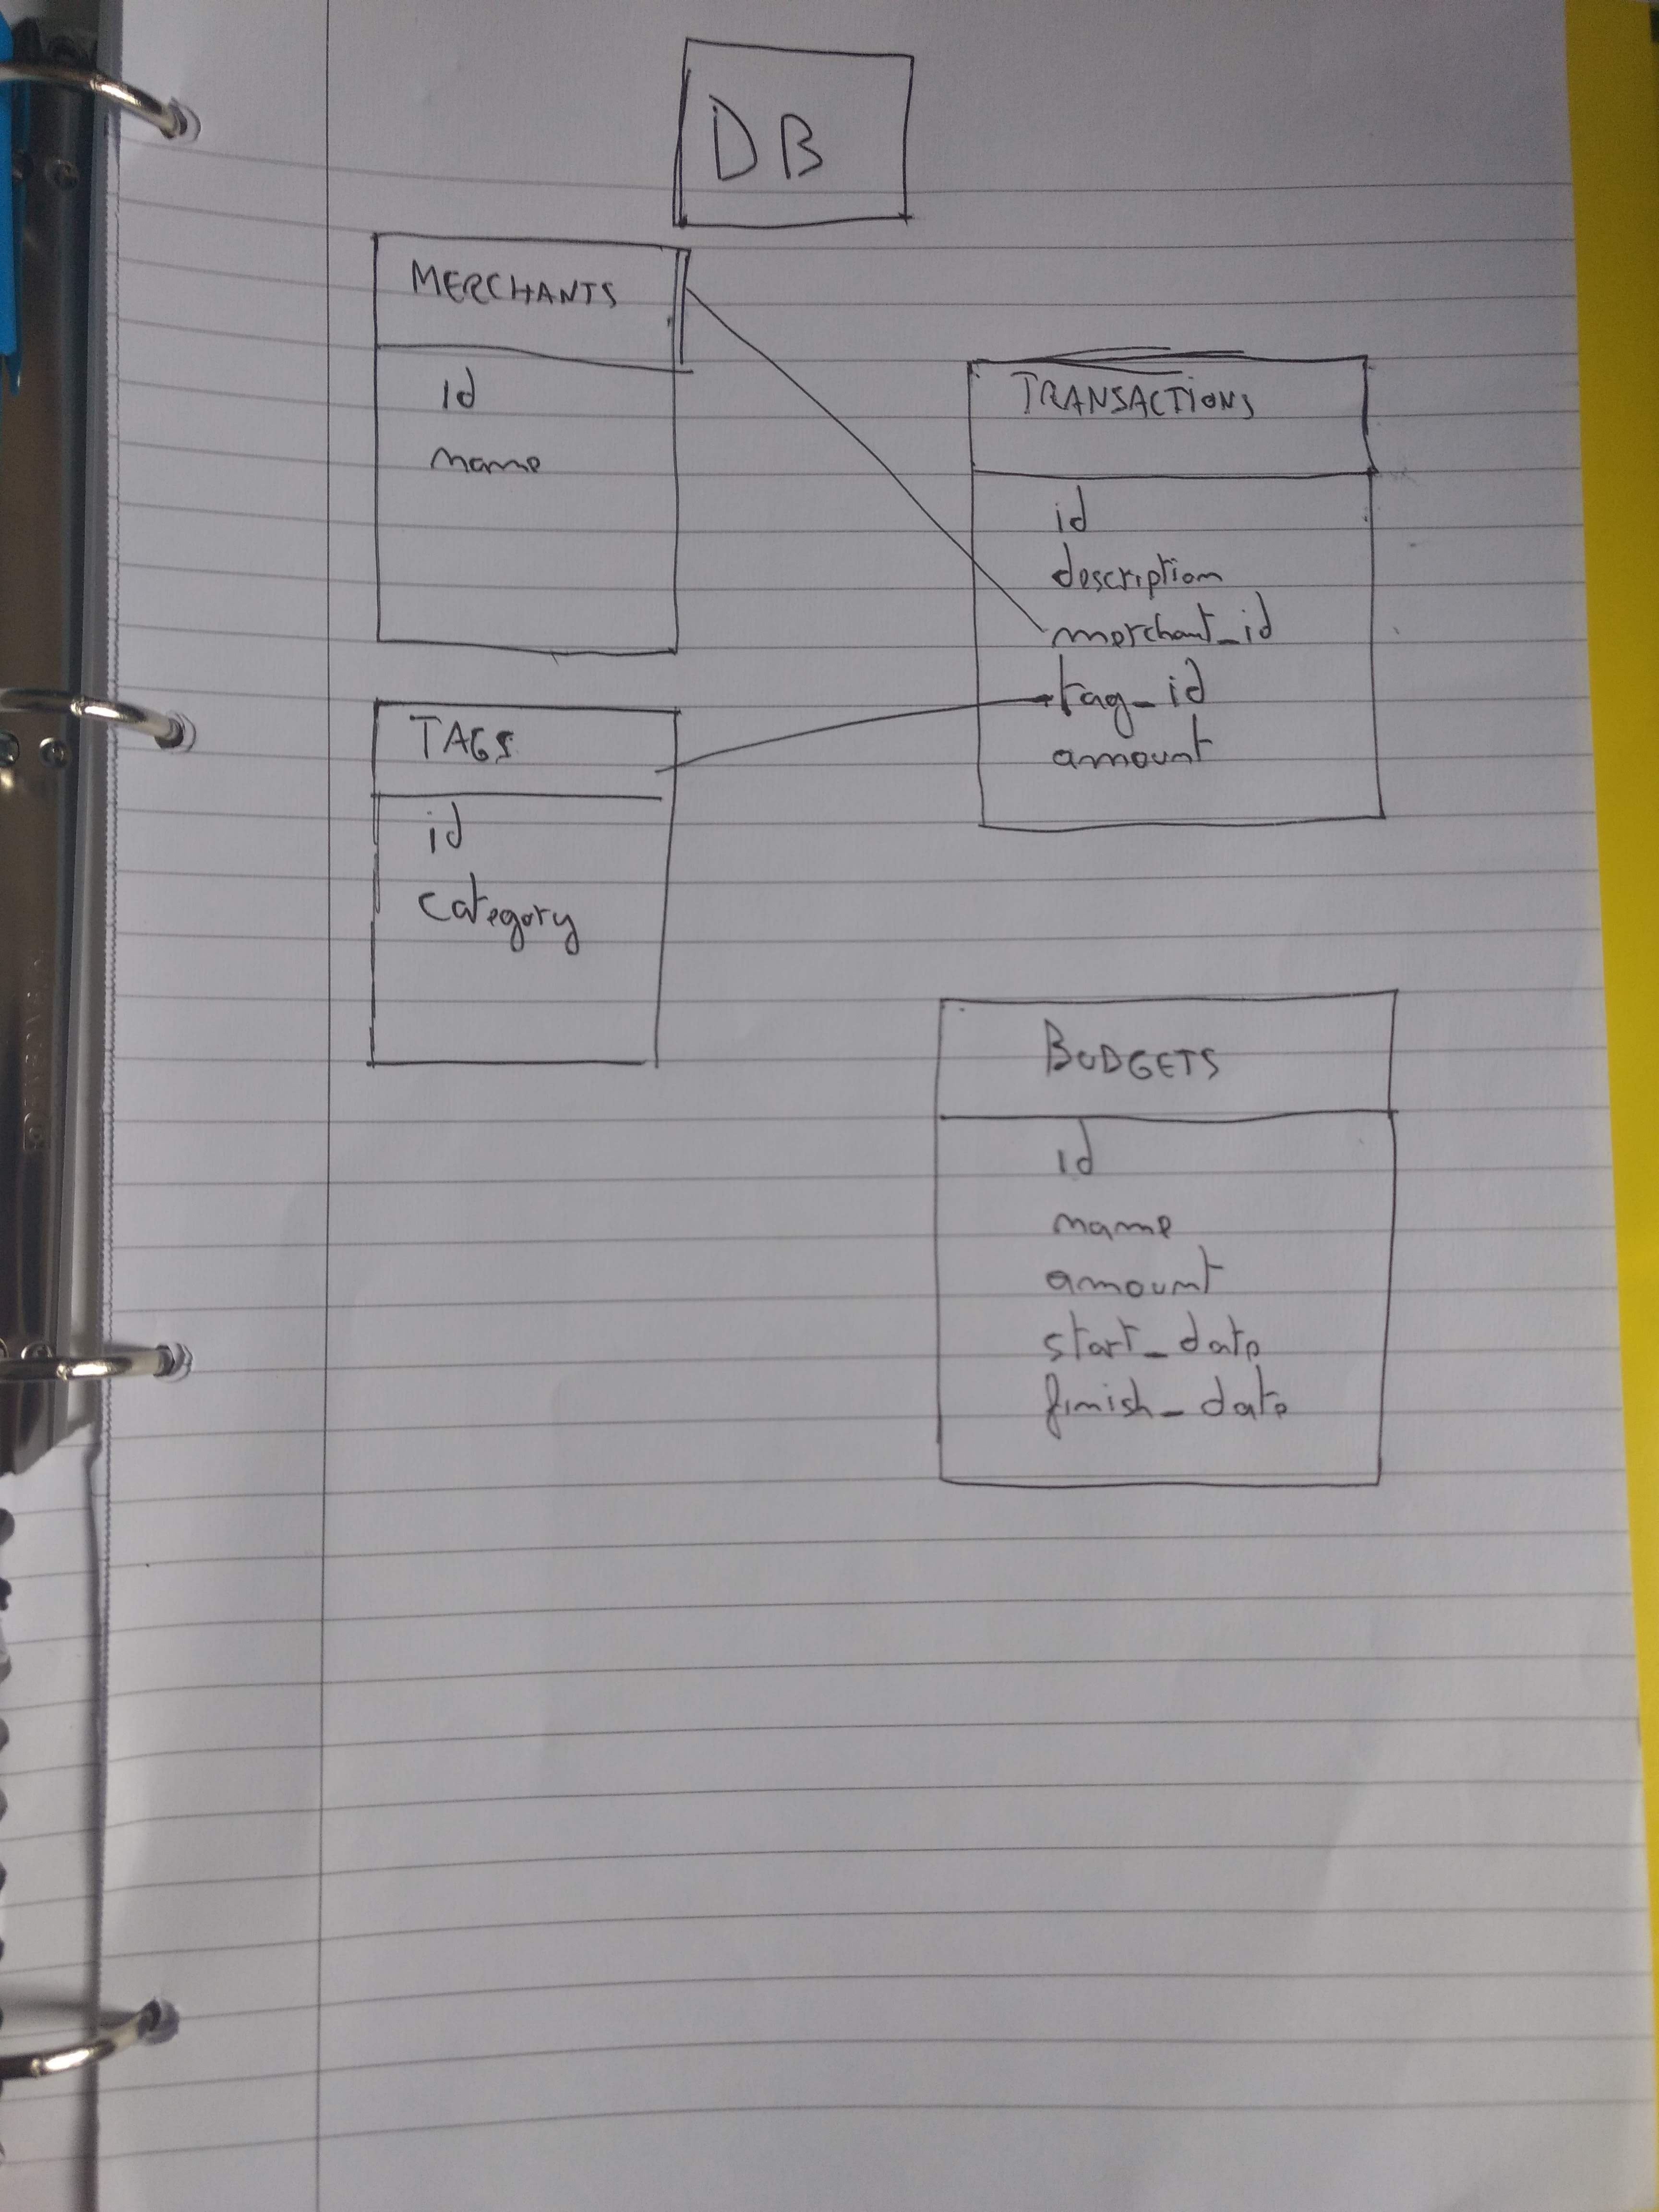 DB
MERCHANTS
id
name
TRANSACTIONS
id
description
merchant_id
tag_id
amount
TAGS
id
category
BUDGETS
id
name
amount
start_date
finish_date